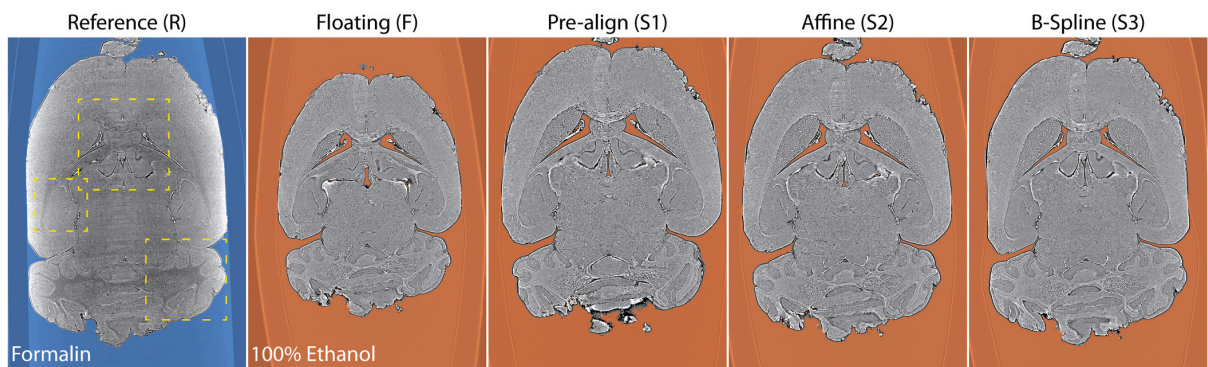 Reference (R)
Floating (F)
Pre-align (S1)
Affine (S2)
B-Spline (S3)
Formalin
100% Ethanol